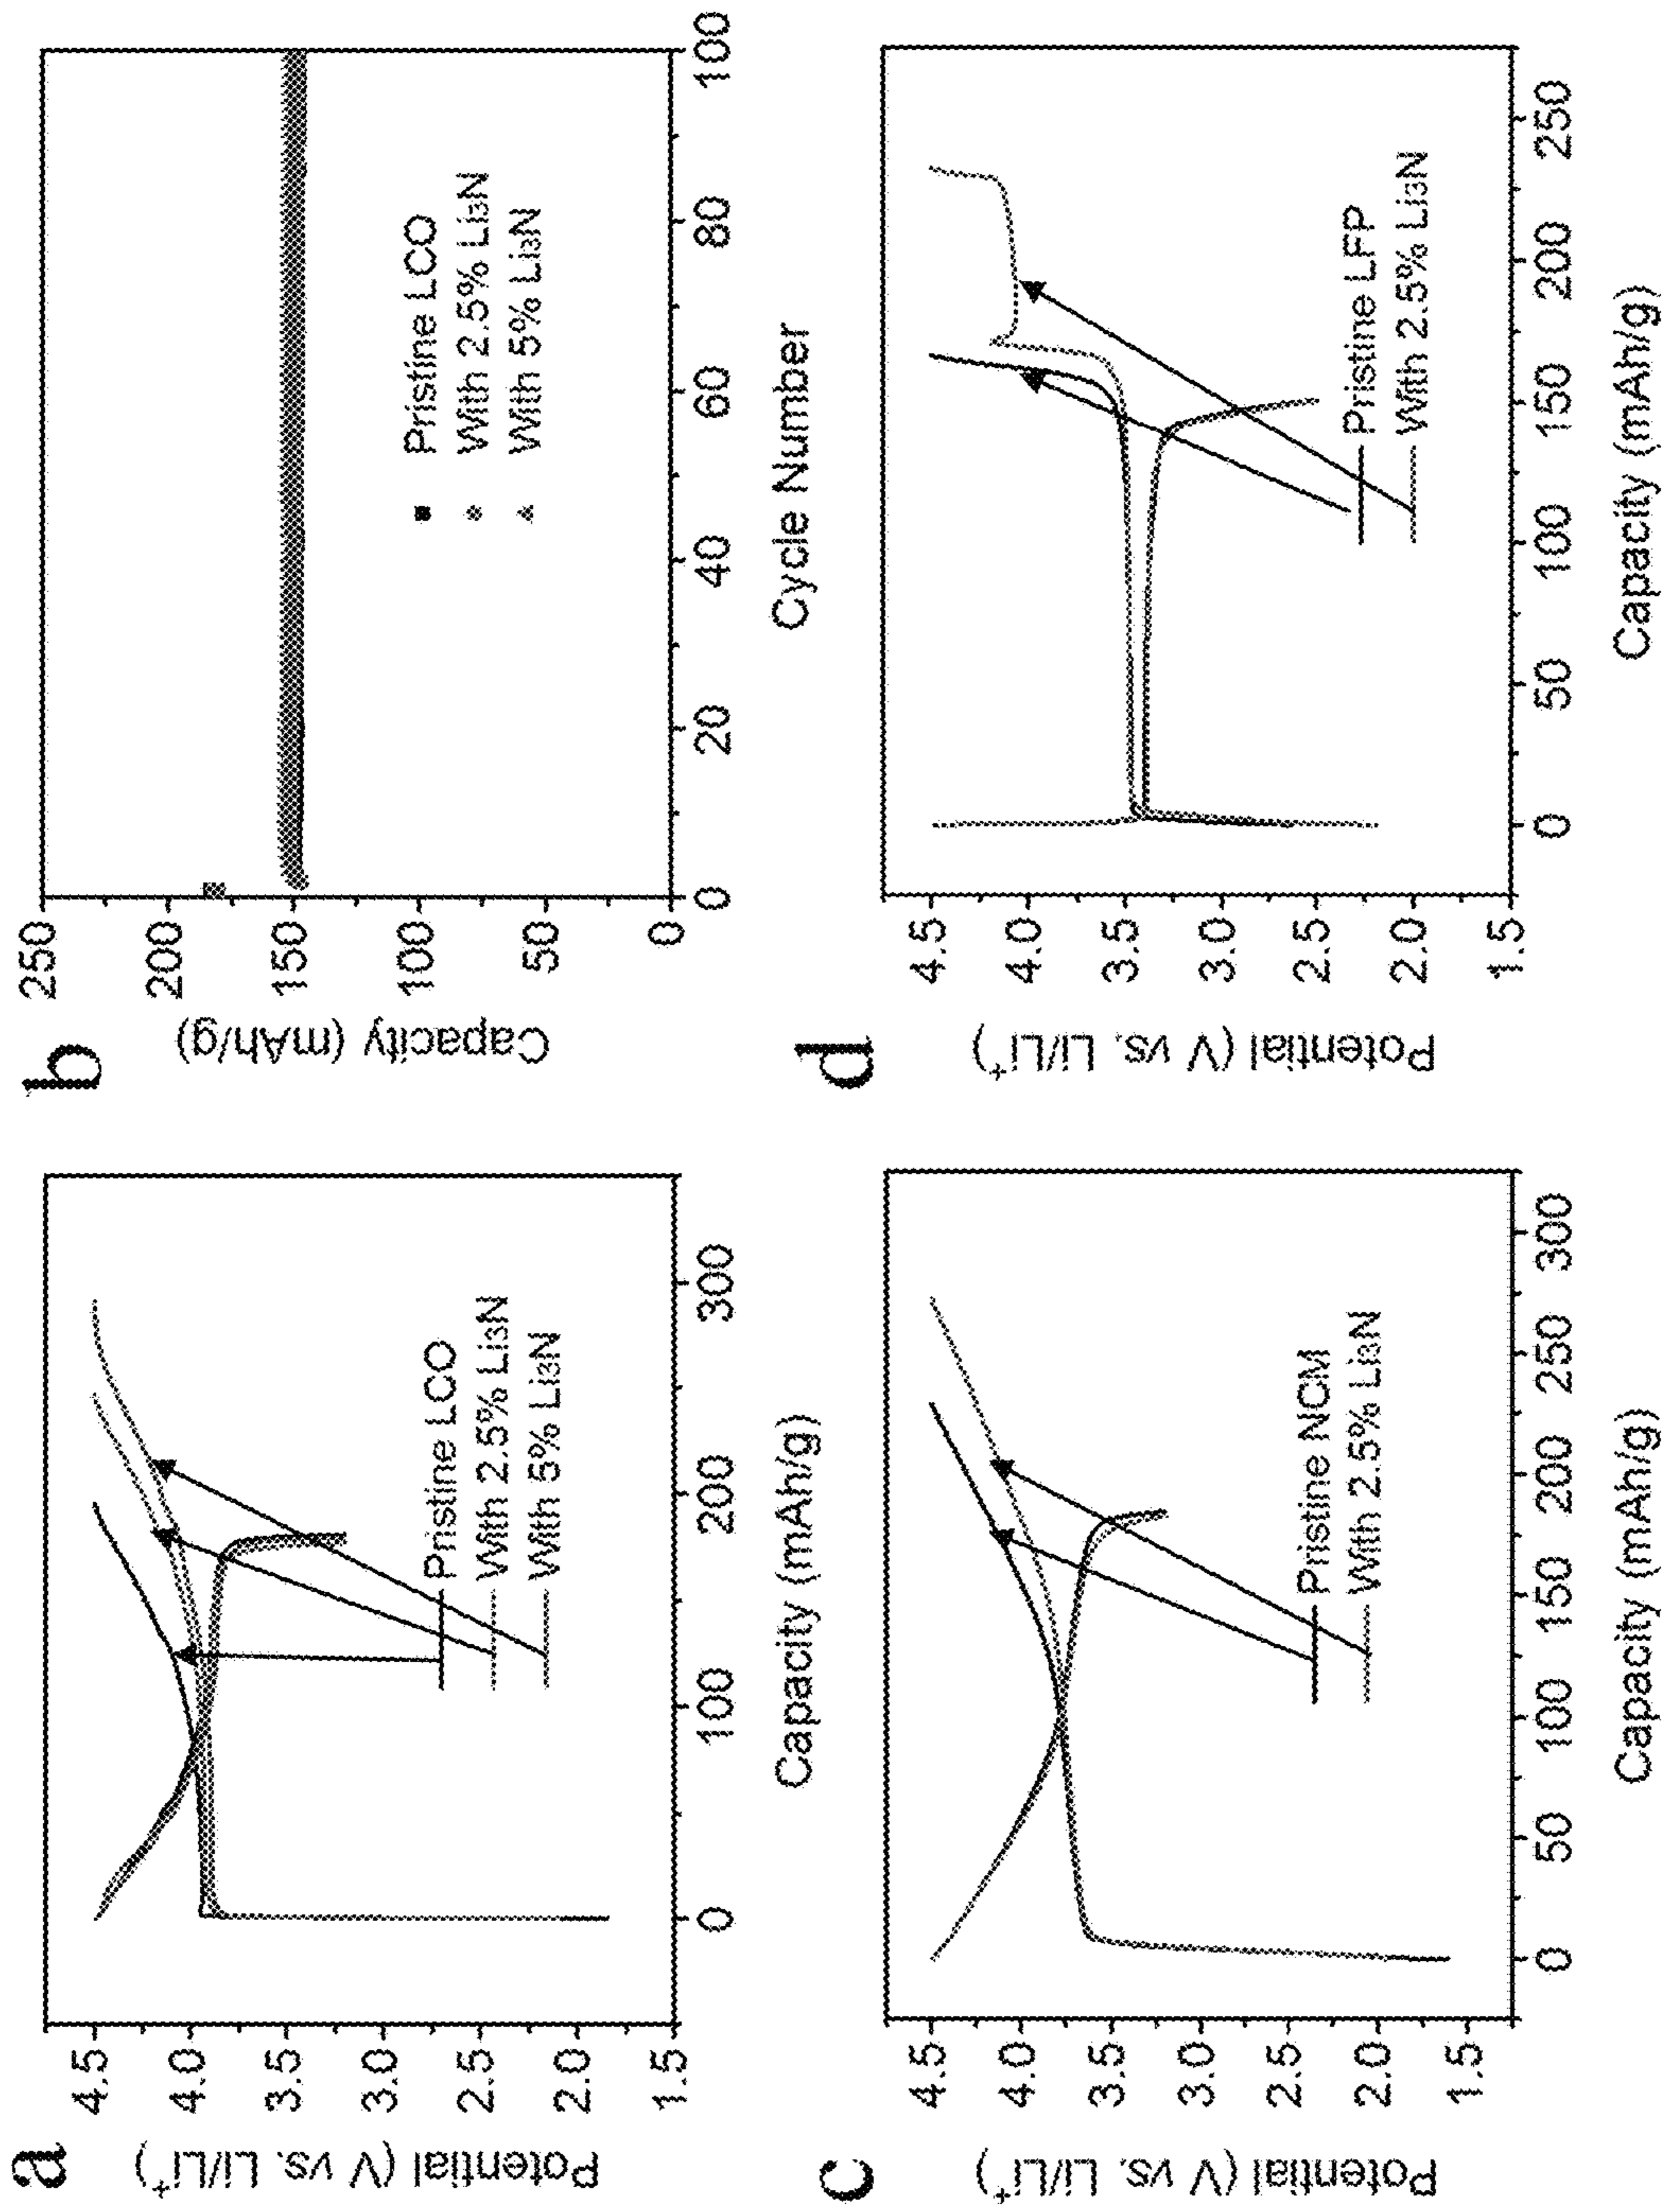 a
Potential (V vs. Li/Li⁺)
4.5
4.0
3.5
3.0
2.5
2.0
1.5
Pristine LCO
With 2.5% Li₃N
With 5% Li₃N
0
100
200
300
Capacity (mAh/g)
b
Capacity (mAh/g)
250
200
150
100
50
0
Pristine LCO
With 2.5% Li₃N
With 5% Li₃N
0
20
40
60
80
100
Cycle Number
c
Potential (V vs. Li/Li⁺)
4.5
4.0
3.5
3.0
2.5
2.0
1.5
Pristine NCM
With 2.5% Li₃N
0
50
100
150
200
250
300
Capacity (mAh/g)
d
Potential (V vs. Li/Li⁺)
4.5
4.0
3.5
3.0
2.5
2.0
1.5
Pristine LFP
With 2.5% Li₃N
0
50
100
150
200
250
Capacity (mAh/g)